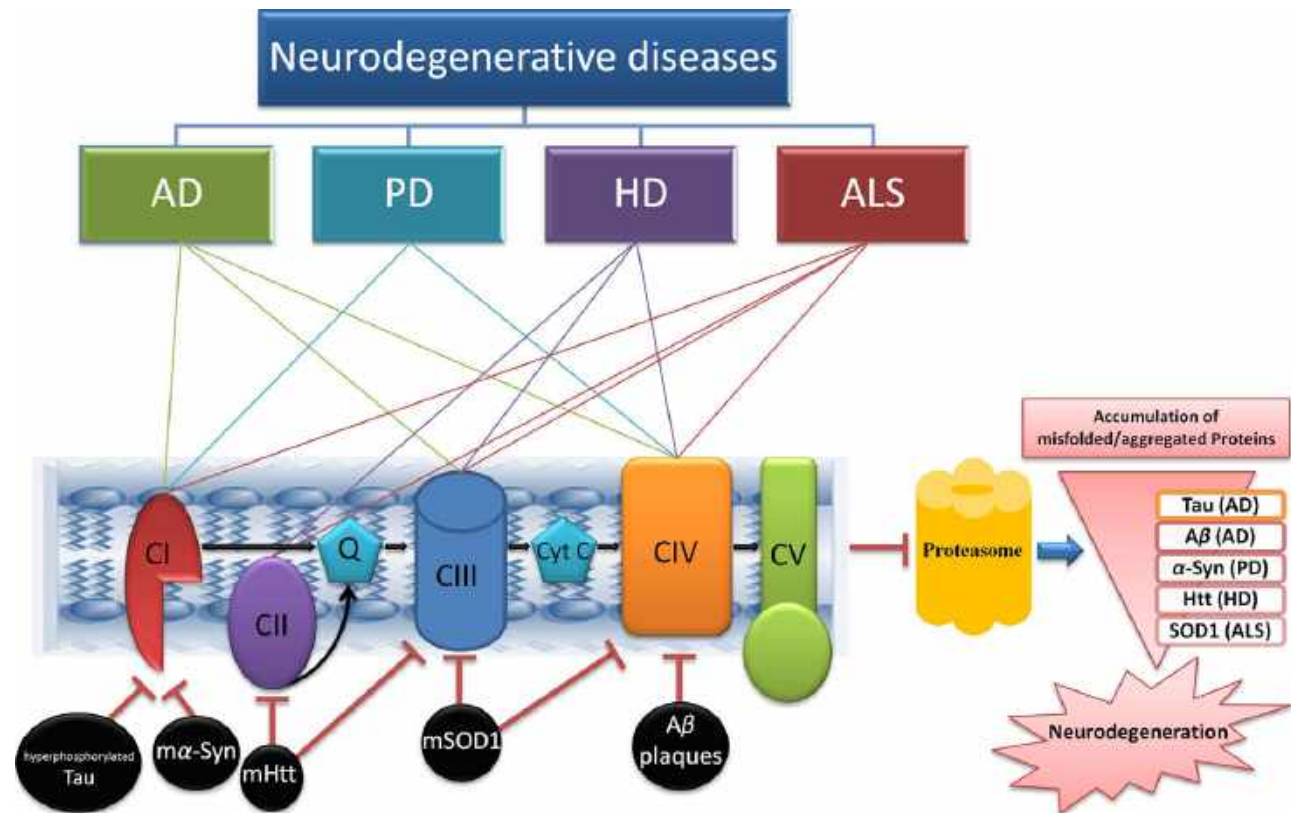 Neurodegenerative diseases
AD
PD
HD
ALS
Accumulation of
misfolded/aggregated Proteins
Tau (AD)
Aβ (AD)
α-Syn (PD)
Htt (HD)
SOD1 (ALS)
CI
Q
CII
CIII
Cyt C
CIV
CV
Proteasome
hyperphosphorylated
Tau
mα-Syn
mHtt
mSOD1
Aβ
plaques
Neurodegeneration